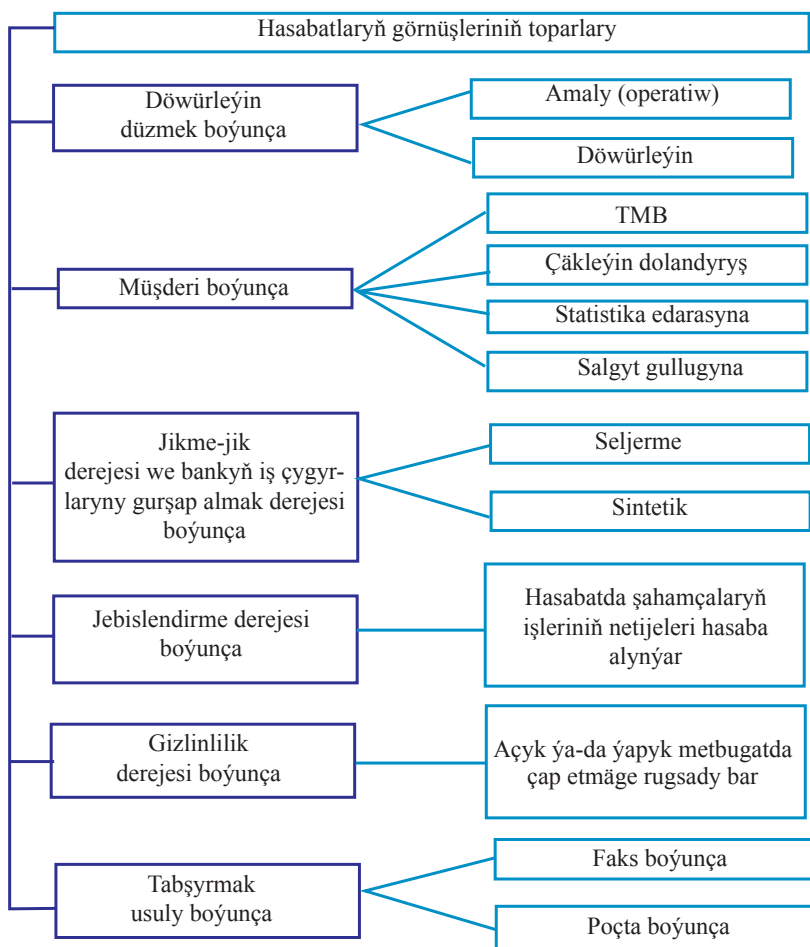 Hasabatlaryň görnüşleriniň toparlary
Döwürleýin
düzmek boýunça
Amaly (operatiw)
Döwürleýin
Müşderi boýunça
TMB
Çäkleýin dolandyryş
Statistika edarasyna
Salgyt gullugyna
Jikme-jik
derejesi we bankyň iş çygyr-
laryny gurşap almak derejesi
boýunça
Seljerme
Sintetik
Jebislendirme derejesi
boýunça
Hasabatda şahamçalaryň
işleriniň netijeleri hasaba
alynýar
Gizlinlilik
derejesi boýunça
Açyk ýa-da ýapyk metbugatda
çap etmäge rugsady bar
Tabşyrmak
usuly boýunça
Faks boýunça
Poçta boýunça